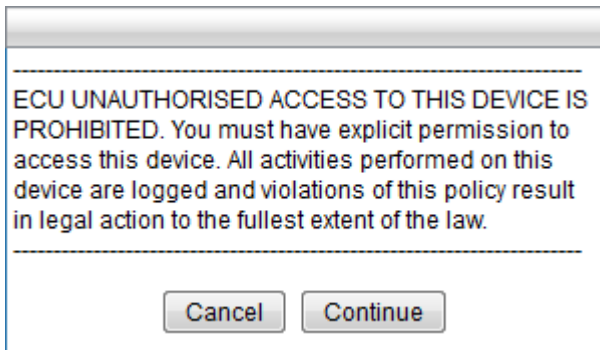 -----------------------------------------------------------------------
ECU UNAUTHORISED ACCESS TO THIS DEVICE IS
PROHIBITED. You must have explicit permission to
access this device. All activities performed on this
device are logged and violations of this policy result
in legal action to the fullest extent of the law.
-----------------------------------------------------------------------
Cancel Continue